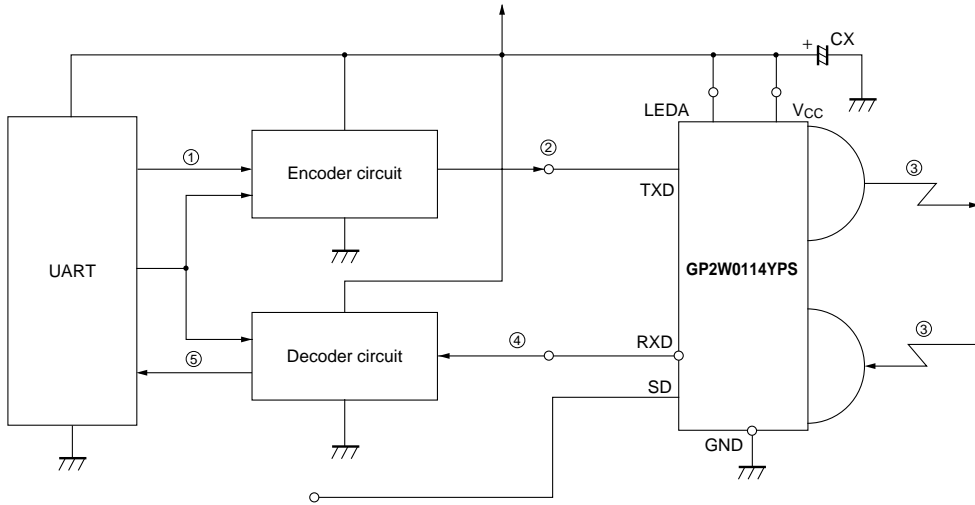 +
CX
LEDA
VCC
①
②
③
Encoder circuit
TXD
UART
GP2W0114YPS
③
④
RXD
Decoder circuit
⑤
SD
GND